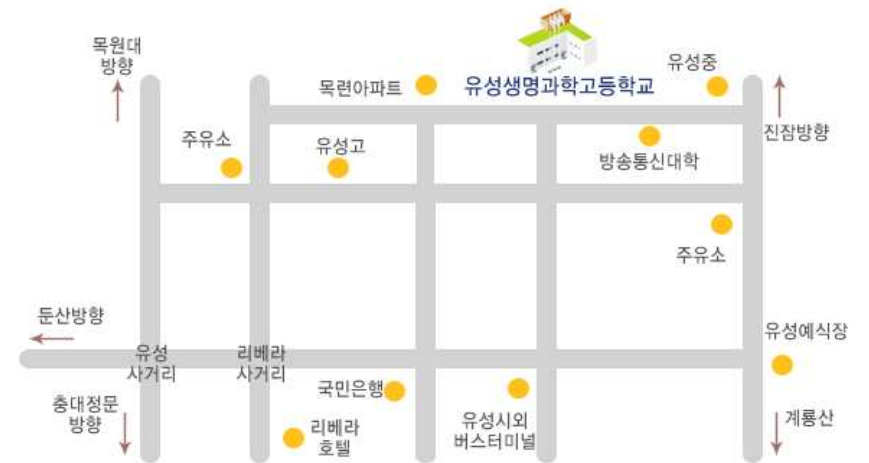 목원대
방향
목련아파트
유성생명과학고등학교
유성중
진잠방향
주유소
유성고
방송통신대학
주유소
둔산방향
유성
사거리
리베라
사거리
유성예식장
국민은행
충대정문
방향
리베라
호텔
유성시외
버스터미널
계룡산